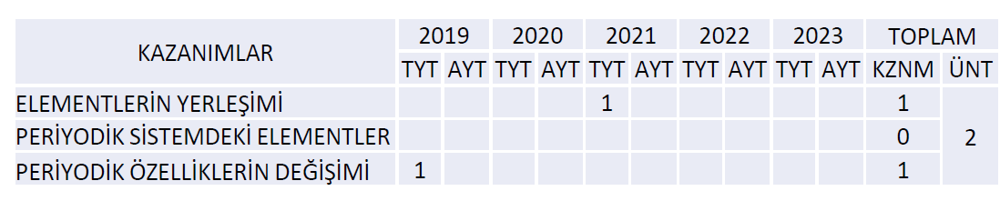 KAZANIMLAR 2019 2020 2021 2022 2023 TOPLAM
TYT AYT TYT AYT TYT AYT TYT AYT TYT AYT KZNM ÜNT
ELEMENTLERİN YERLEŞİMİ 1 1
PERİYODİK SİSTEMDEKİ ELEMENTLER 0 2
PERİYODİK ÖZELLİKLERİN DEĞİŞİMİ 1 1